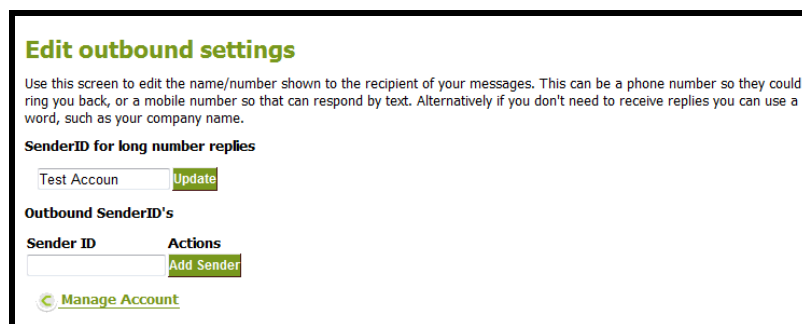 Edit outbound settings
Use this screen to edit the name/number shown to the recipient of your messages. This can be a phone number so they could
ring you back, or a mobile number so that can respond by text. Alternatively if you don't need to receive replies you can use a
word, such as your company name.
SenderID for long number replies
Test Accoun Update
Outbound SenderID's
Sender ID Actions
Add Sender
Manage Account